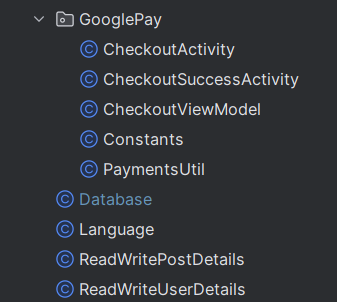 GooglePay
CheckoutActivity
CheckoutSuccessActivity
CheckoutViewModel
Constants
PaymentsUtil
Database
Language
ReadWritePostDetails
ReadWriteUserDetails